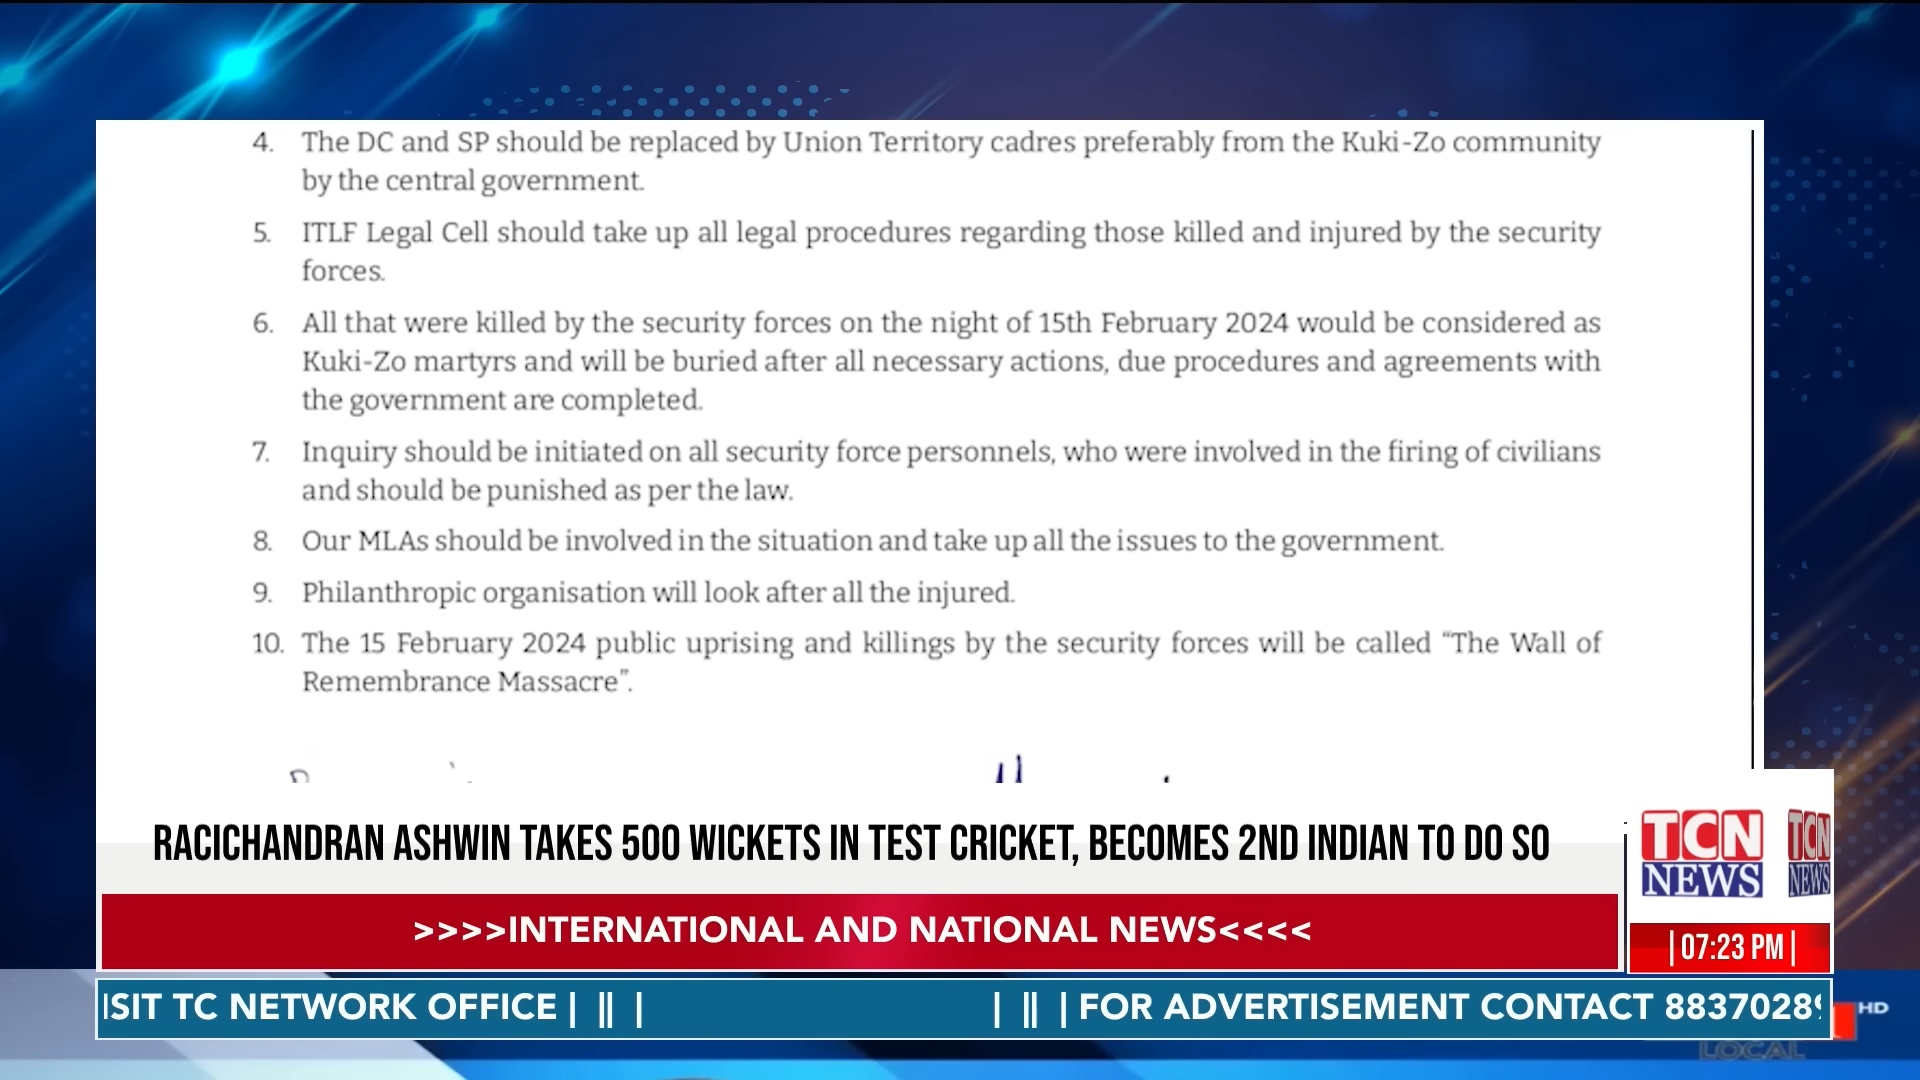 4. The DC and SP should be replaced by Union Territory cadres preferably from the Kuki-Zo community
by the central government.
5. ITLF Legal Cell should take up all legal procedures regarding those killed and injured by the security
forces.
6. All that were killed by the security forces on the night of 15th February 2024 would be considered as
Kuki-Zo martyrs and will be buried after all necessary actions, due procedures and agreements with
the government are completed.
7. Inquiry should be initiated on all security force personnels, who were involved in the firing of civilians
and should be punished as per the law.
8. Our MLAs should be involved in the situation and take up all the issues to the government.
9. Philanthropic organisation will look after all the injured.
10. The 15 February 2024 public uprising and killings by the security forces will be called “The Wall of
Remembrance Massacre”.
RACICHANDRAN ASHWIN TAKES 500 WICKETS IN TEST CRICKET, BECOMES 2ND INDIAN TO DO SO
TCN
NEWS
TCN
NEWS
>>>>INTERNATIONAL AND NATIONAL NEWS<<<<
|07:23 PM|
ISIT TC NETWORK OFFICE | || | | || | FOR ADVERTISEMENT CONTACT 8837028
HD
LOCAL